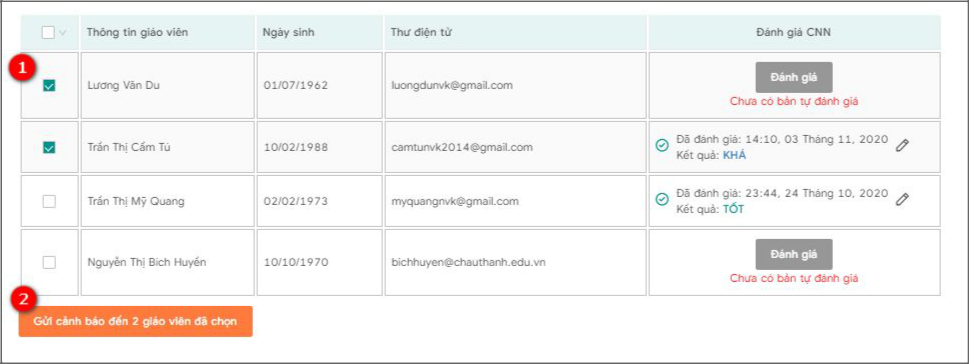 Thông tin giáo viên Ngày sinh Thư điện tử Đánh giá CNN
1
Lương Văn Du 01/07/1962 luongdunvk@gmail.com Đánh giá
Chưa có bản tự đánh giá
Trần Thị Cẩm Tú 10/02/1988 camtunvk2014@gmail.com Đã đánh giá: 14:10, 03 Tháng 11, 2020
Kết quả: KHÁ
Trần Thị Mỹ Quang 02/02/1973 myquangnvk@gmail.com Đã đánh giá: 23:44, 24 Tháng 10, 2020
Kết quả: TỐT
Nguyễn Thị Bích Huyền 10/10/1970 bichhuyen@chauthanh.edu.vn Đánh giá
Chưa có bản tự đánh giá
2
Gửi cảnh báo đến 2 giáo viên đã chọn